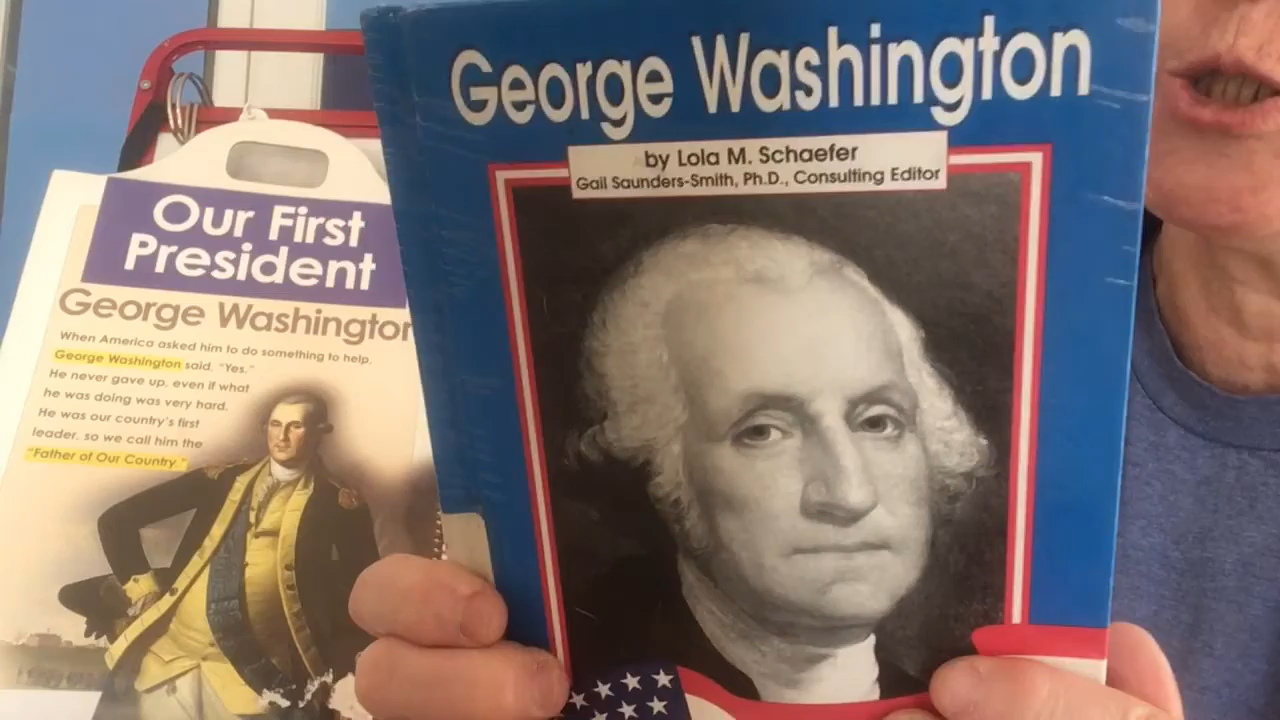 George Washington
by Lola M. Schaefer
Gail Saunders-Smith, Ph.D., Consulting Editor
Our First
President
George Washington
When America asked him to do something to help,
George Washington said, "Yes."
He never gave up, even if what
he was doing was very hard.
He was our country's first
leader, so we call him the
"Father of Our Country."